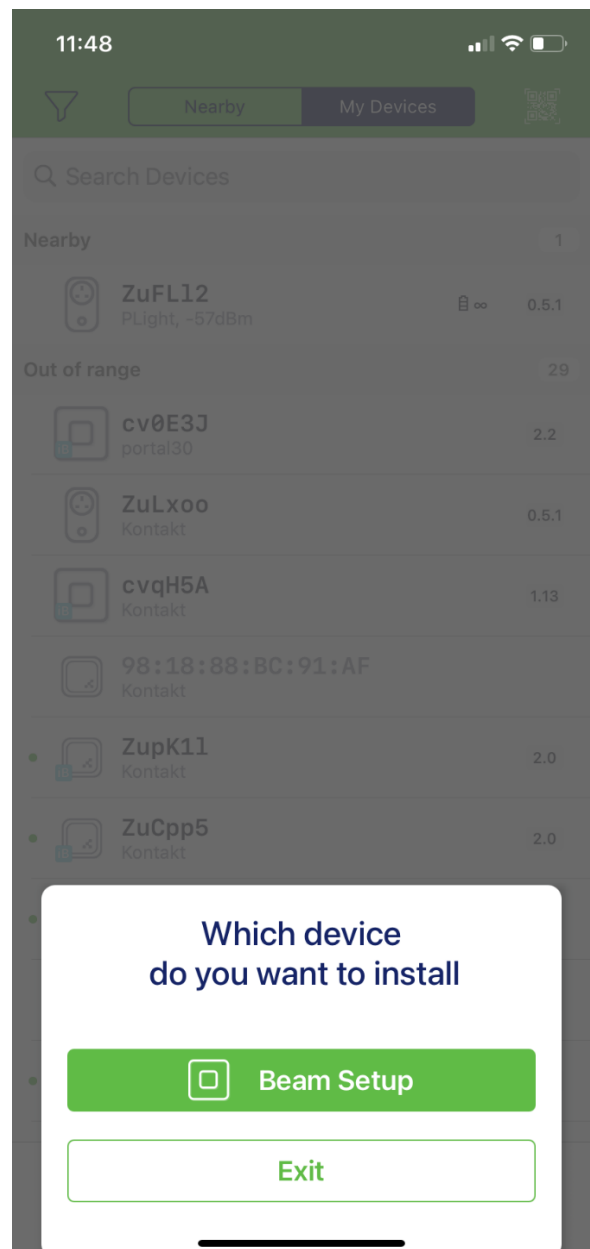 11:48
Nearby
My Devices
Search Devices
Nearby
1
ZuFLl2
PLight, -57dBm
∞
0.5.1
Out of range
29
cv0E3J
portal30
2.2
ZuLxoo
Kontakt
0.5.1
cvqH5A
Kontakt
1.13
98:18:88:BC:91:AF
Kontakt
ZupK1l
Kontakt
2.0
ZuCpp5
Kontakt
2.0
Which device
do you want to install
Beam Setup
Exit